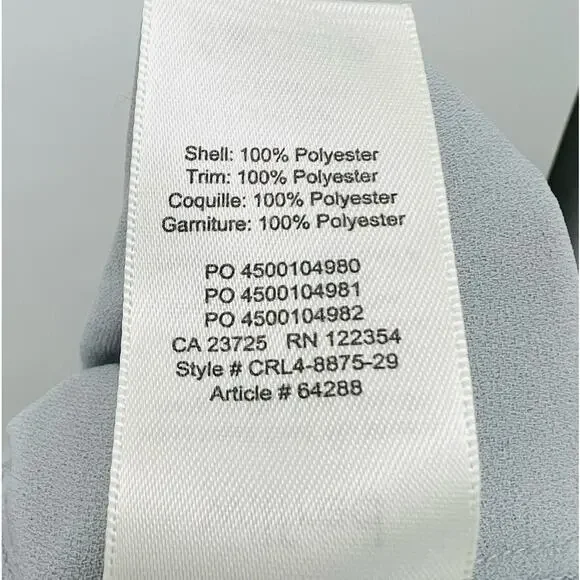 Shell: 100% Polyester
Trim: 100% Polyester
Coquille: 100% Polyester
Garniture: 100% Polyester
PO 4500104980
PO 4500104981
PO 4500104982
CA 23725 RN 122354
Style # CRL4-8875-29
Article # 64288